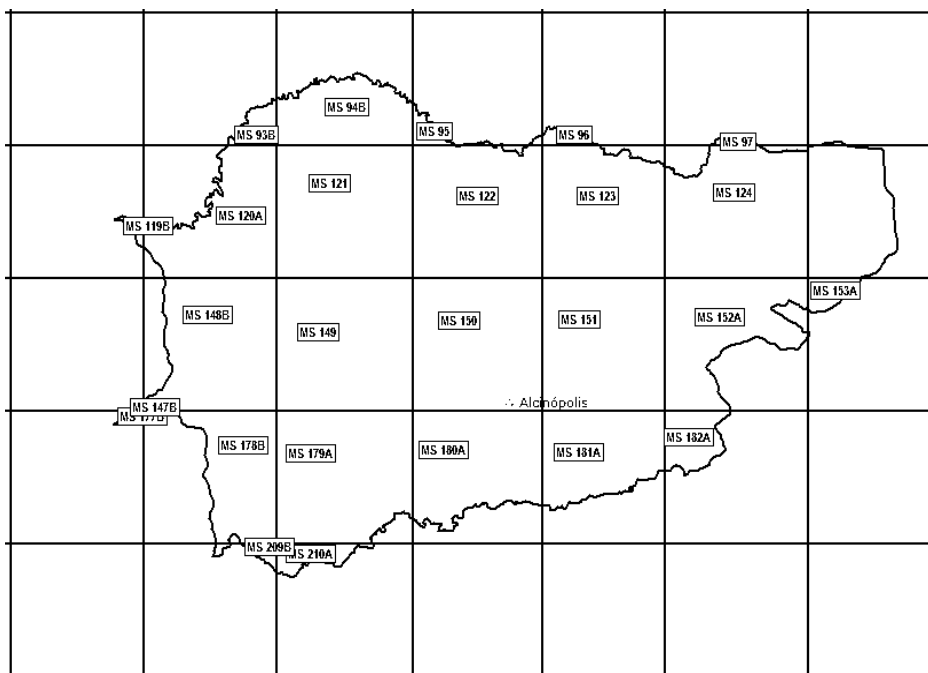 MS 94B
MS 93B
MS 95
MS 96
MS 97
MS 121
MS 122
MS 123
MS 124
MS 120A
MS 119B
MS 153A
MS 148B
MS 149
MS 150
MS 151
MS 152A
Alcinópolis
MS 147B
MS 177B
MS 178B
MS 179A
MS 180A
MS 181A
MS 182A
MS 209B
MS 210A